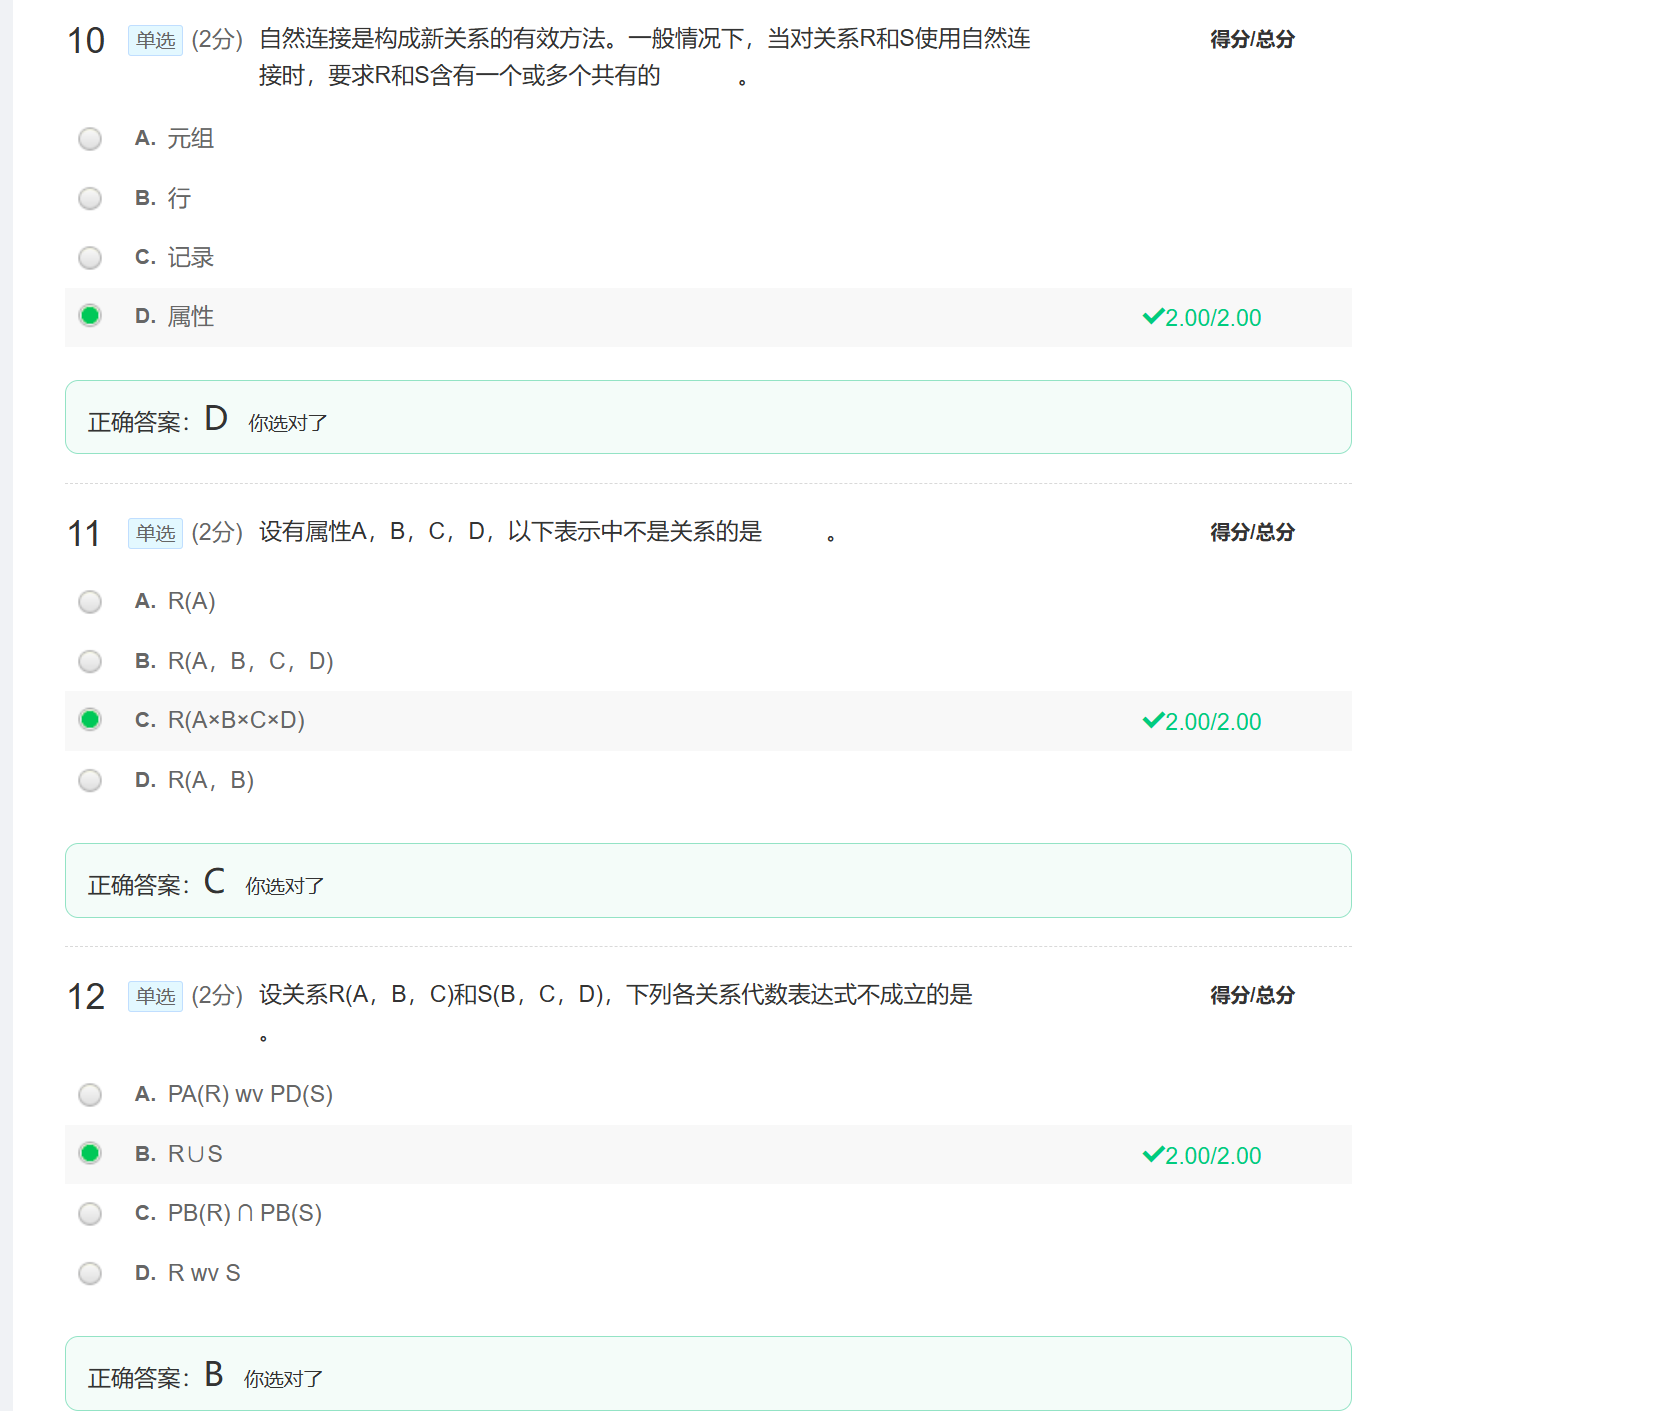 10 单选 (2分) 自然连接是构成新关系的有效方法。一般情况下，当对关系R和S使用自然连 得分/总分
接时，要求R和S含有一个或多个共有的 。
A. 元组
B. 行
C. 记录
D. 属性 2.00/2.00
正确答案：D 你选对了
11 单选 (2分) 设有属性A，B，C，D，以下表示中不是关系的是 。 得分/总分
A. R(A)
B. R(A，B，C，D)
C. R(A×B×C×D) 2.00/2.00
D. R(A，B)
正确答案：C 你选对了
12 单选 (2分) 设关系R(A，B，C)和S(B，C，D)，下列各关系代数表达式不成立的是 得分/总分
。
A. PA(R) wv PD(S)
B. R∪S 2.00/2.00
C. PB(R) ∩ PB(S)
D. R wv S
正确答案：B 你选对了